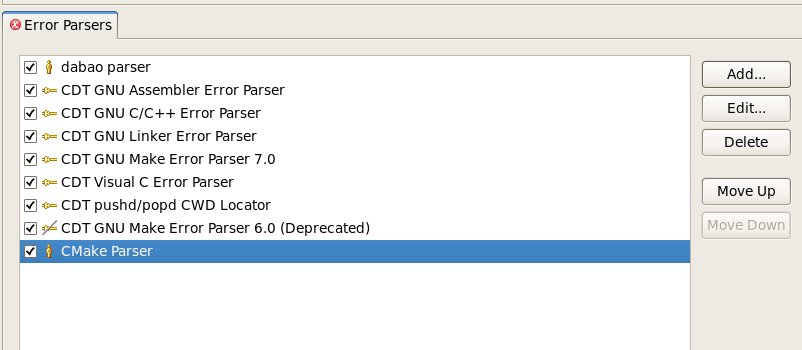 Error Parsers
dabao parser
CDT GNU Assembler Error Parser
CDT GNU C/C++ Error Parser
CDT GNU Linker Error Parser
CDT GNU Make Error Parser 7.0
CDT Visual C Error Parser
CDT pushd/popd CWD Locator
CDT GNU Make Error Parser 6.0 (Deprecated)
CMake Parser
Add...
Edit...
Delete
Move Up
Move Down